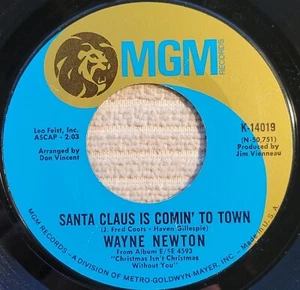 MGM
RECORDS
Leo Feist, Inc.
ASCAP - 2:03
Arranged by
Don Vincent
K-14019
(N-50,751)
Produced by
Jim Vienneau
SANTA CLAUS IS COMIN' TO TOWN
(J. Fred Coots - Haven Gillespie)
WAYNE NEWTON
From Album E/SE-4593
"Christmas Isn't Christmas
Without You"
MGM RECORDS - A DIVISION OF METRO-GOLDWYN-MAYER, INC. - Made in U.S.A.